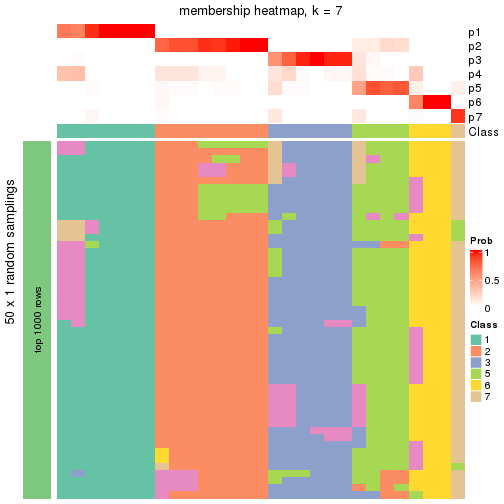 membership heatmap, k = 7
p1
p2
p3
p4
p5
p6
p7
Class
50 x 1 random samplings
top 1000 rows
Prob
1
0.5
0
Class
1
2
3
5
6
7